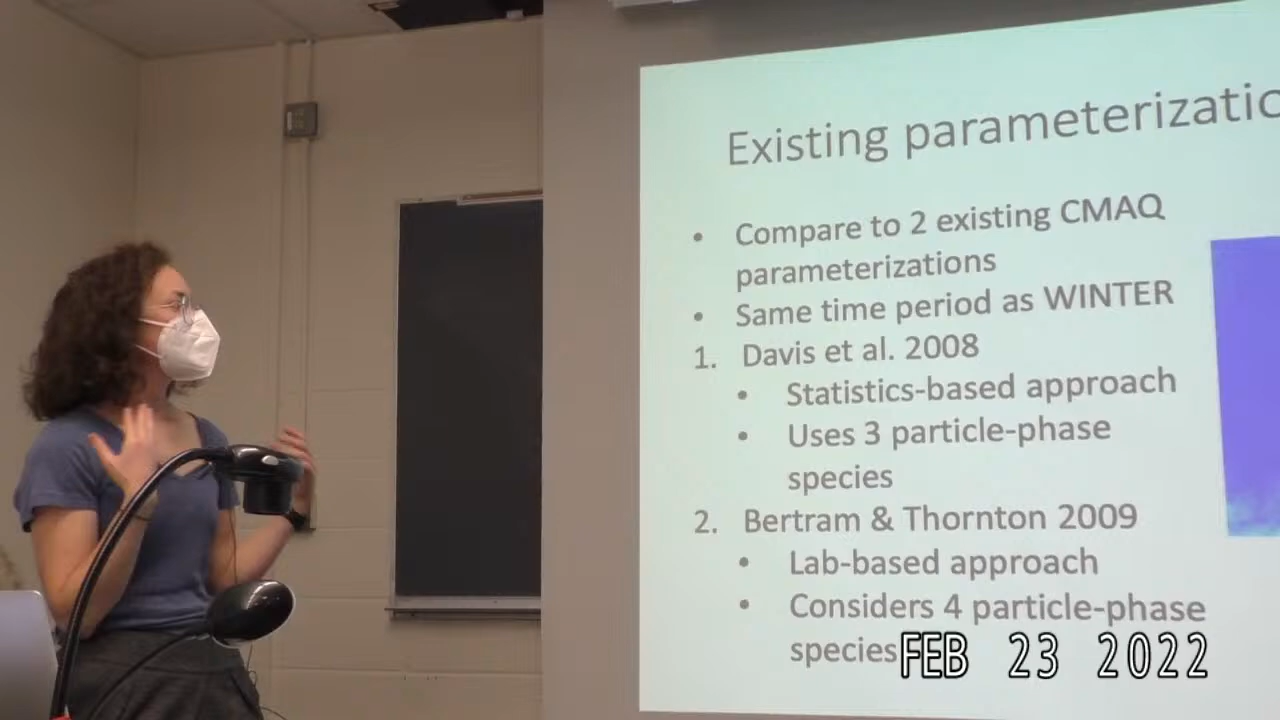 Existing parameterizatio
• Compare to 2 existing CMAQ
parameterizations
• Same time period as WINTER
1. Davis et al. 2008
• Statistics-based approach
• Uses 3 particle-phase
species
2. Bertram & Thornton 2009
• Lab-based approach
• Considers 4 particle-phase
species
FEB 23 2022